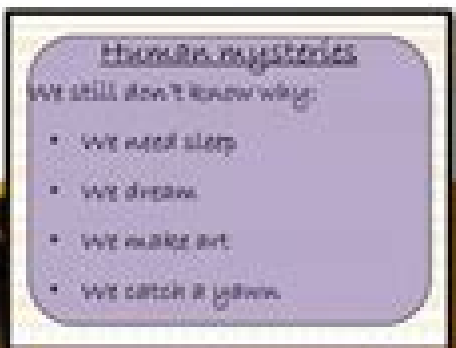 Human mysteries
We still don't know why:
• We need sleep
• We dream
• We make art
• We catch a yawn